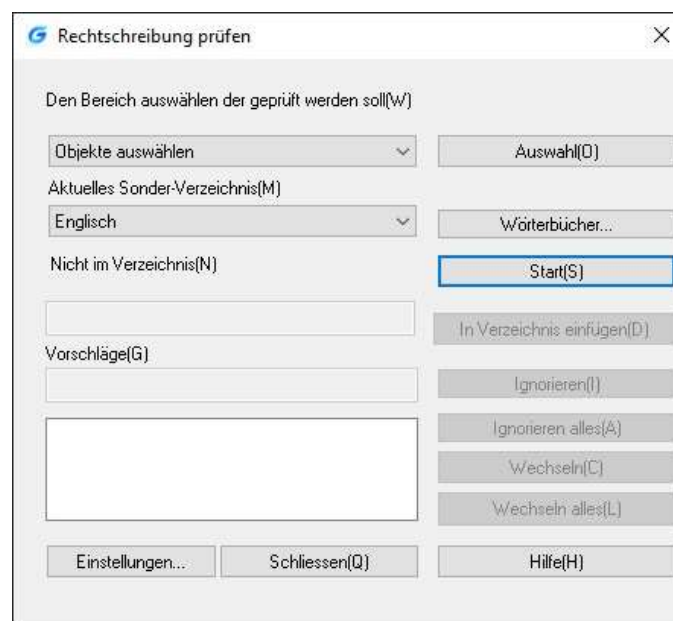 Rechtschreibung prüfen
Den Bereich auswählen der geprüft werden soll(W)
Objekte auswählen
Auswahl(O)
Aktuelles Sonder-Verzeichnis(M)
Englisch
Wörterbücher...
Nicht im Verzeichnis(N)
Start(S)
In Verzeichnis einfügen(D)
Vorschläge(G)
Ignorieren(I)
Ignorieren alles(A)
Wechseln(C)
Wechseln alles(L)
Einstellungen...
Schliessen(Q)
Hilfe(H)